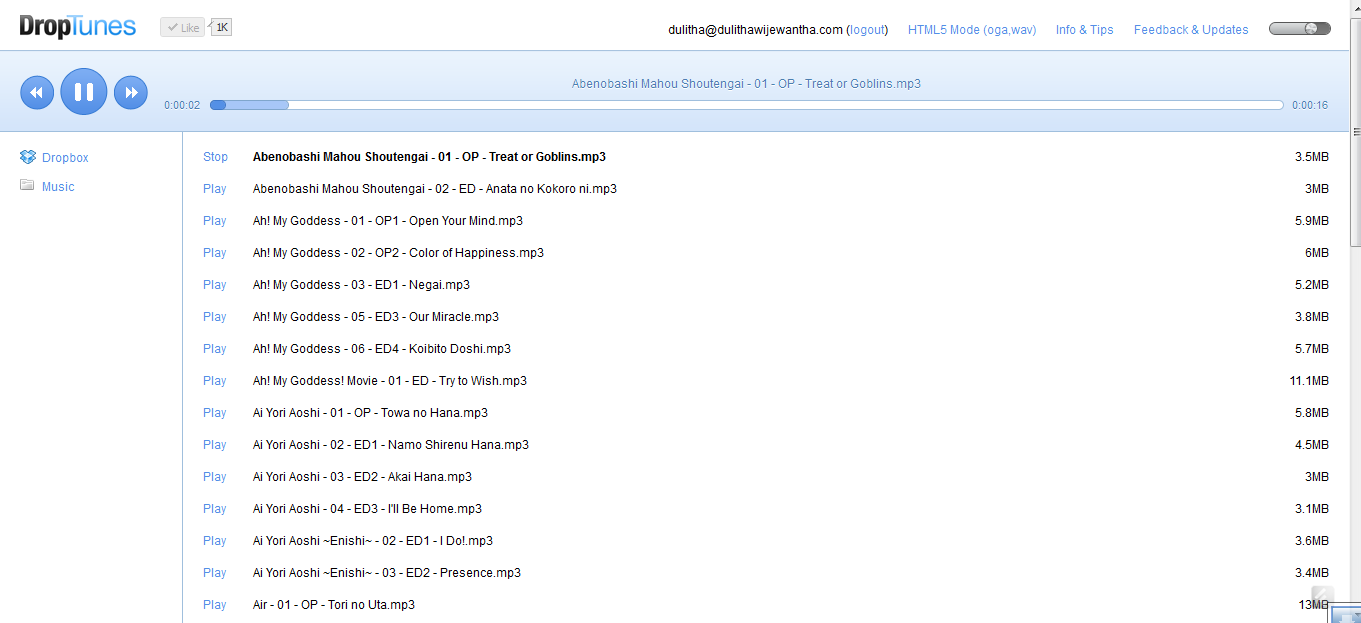 DropTunes Like 1K dulitha@dulithawijewantha.com (logout) HTML5 Mode (oga,wav) Info & Tips Feedback & Updates
Abenobashi Mahou Shoutengai - 01 - OP - Treat or Goblins.mp3
0:00:02 0:00:16
Dropbox
Music
Stop Abenobashi Mahou Shoutengai - 01 - OP - Treat or Goblins.mp3 3.5MB
Play Abenobashi Mahou Shoutengai - 02 - ED - Anata no Kokoro ni.mp3 3MB
Play Ah! My Goddess - 01 - OP1 - Open Your Mind.mp3 5.9MB
Play Ah! My Goddess - 02 - OP2 - Color of Happiness.mp3 6MB
Play Ah! My Goddess - 03 - ED1 - Negai.mp3 5.2MB
Play Ah! My Goddess - 05 - ED3 - Our Miracle.mp3 3.8MB
Play Ah! My Goddess - 06 - ED4 - Koibito Doshi.mp3 5.7MB
Play Ah! My Goddess! Movie - 01 - ED - Try to Wish.mp3 11.1MB
Play Ai Yori Aoshi - 01 - OP - Towa no Hana.mp3 5.8MB
Play Ai Yori Aoshi - 02 - ED1 - Namo Shirenu Hana.mp3 4.5MB
Play Ai Yori Aoshi - 03 - ED2 - Akai Hana.mp3 3MB
Play Ai Yori Aoshi - 04 - ED3 - I'll Be Home.mp3 3.1MB
Play Ai Yori Aoshi ~Enishi~ - 02 - ED1 - I Do!.mp3 3.6MB
Play Ai Yori Aoshi ~Enishi~ - 03 - ED2 - Presence.mp3 3.4MB
Play Air - 01 - OP - Tori no Uta.mp3 13MB